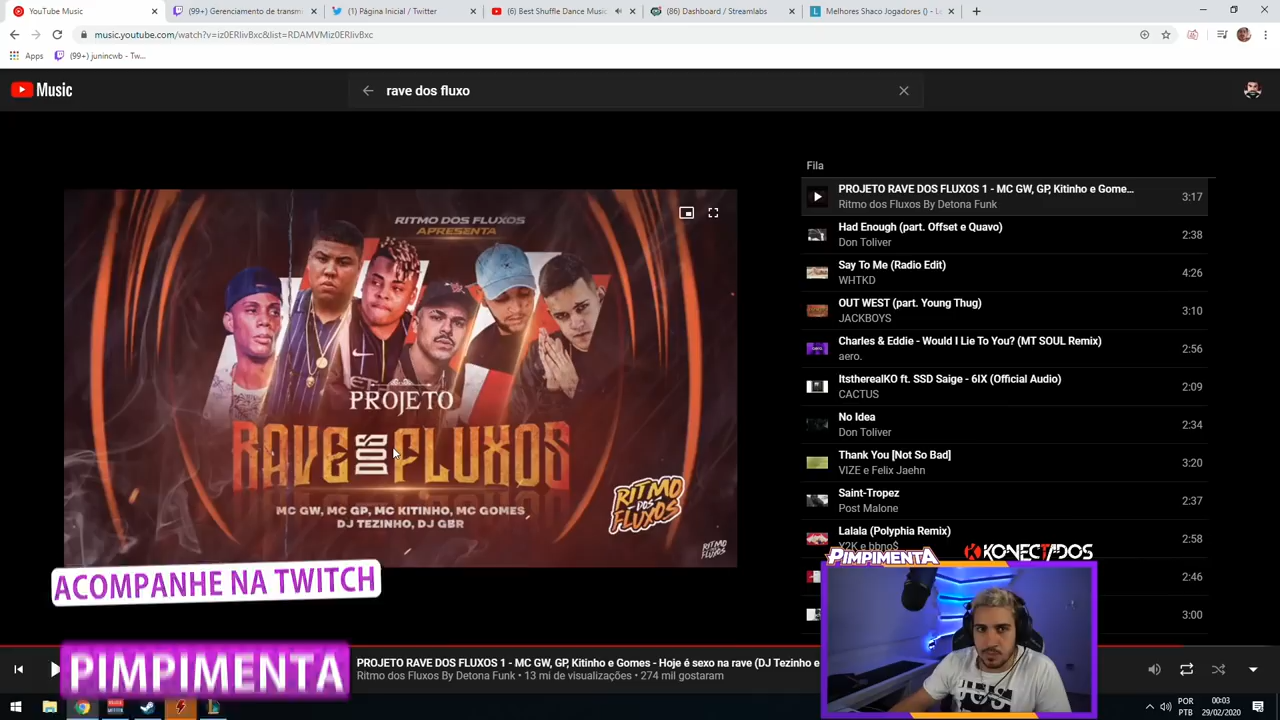 YouTube Music
(99+) Gerenciamento de transm
(1) Página Inicial / Twitter
(6) Best Shuffle Dance Music
(86) Dashboard / Streamlabs
Melhores Shaco Jogadores () - L
music.youtube.com/watch?v=iz0ERlivBxc&list=RDAMVMiz0ERlivBxc
Apps
(99+) junincwb - Tw...
Music
rave dos fluxo
Fila
PROJETO RAVE DOS FLUXOS 1 - MC GW, GP, Kitinho e Gome...
Ritmo dos Fluxos By Detona Funk
3:17
Had Enough (part. Offset e Quavo)
Don Toliver
2:38
Say To Me (Radio Edit)
WHTKD
4:26
OUT WEST (part. Young Thug)
JACKBOYS
3:10
Charles & Eddie - Would I Lie To You? (MT SOUL Remix)
aero.
2:56
ItstherealKO ft. SSD Saige - 6IX (Official Audio)
CACTUS
2:09
No Idea
Don Toliver
2:34
Thank You [Not So Bad]
VIZE e Felix Jaehn
3:20
Saint-Tropez
Post Malone
2:37
Lalala (Polyphia Remix)
Y2K e bbno$
2:58
2:46
3:00
RITMO DOS FLUXOS
APRESENTA
PROJETO
RAVE DOS FLUXOS
MC GW, MC GP, MC KITINHO, MC GOMES
DJ TEZINHO, DJ GBR
RITMO
DOS
FLUXOS
RITMO
DOS
FLUXOS
ACOMPANHE NA TWITCH
PIMPIMENTA
PIMPIMENTA
KONECTADOS
PROJETO RAVE DOS FLUXOS 1 - MC GW, GP, Kitinho e Gomes - Hoje é sexo na rave (DJ Tezinho e
Ritmo dos Fluxos By Detona Funk • 13 mi de visualizações • 274 mil gostaram
POR
PTB
00:03
29/02/2020